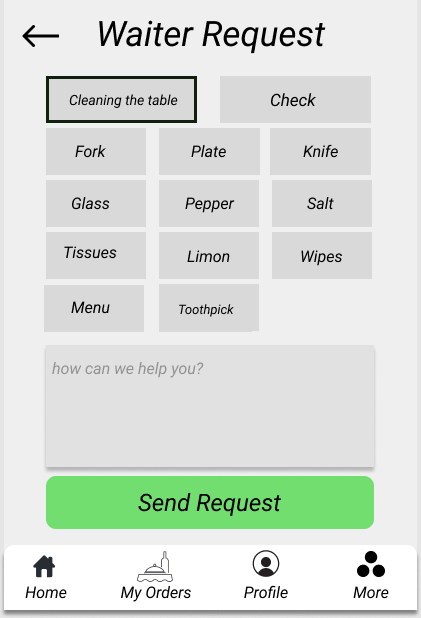 Waiter Request
Cleaning the table
Check
Fork
Plate
Knife
Glass
Pepper
Salt
Tissues
Limon
Wipes
Menu
Toothpick
how can we help you?
Send Request
Home
My Orders
Profile
More